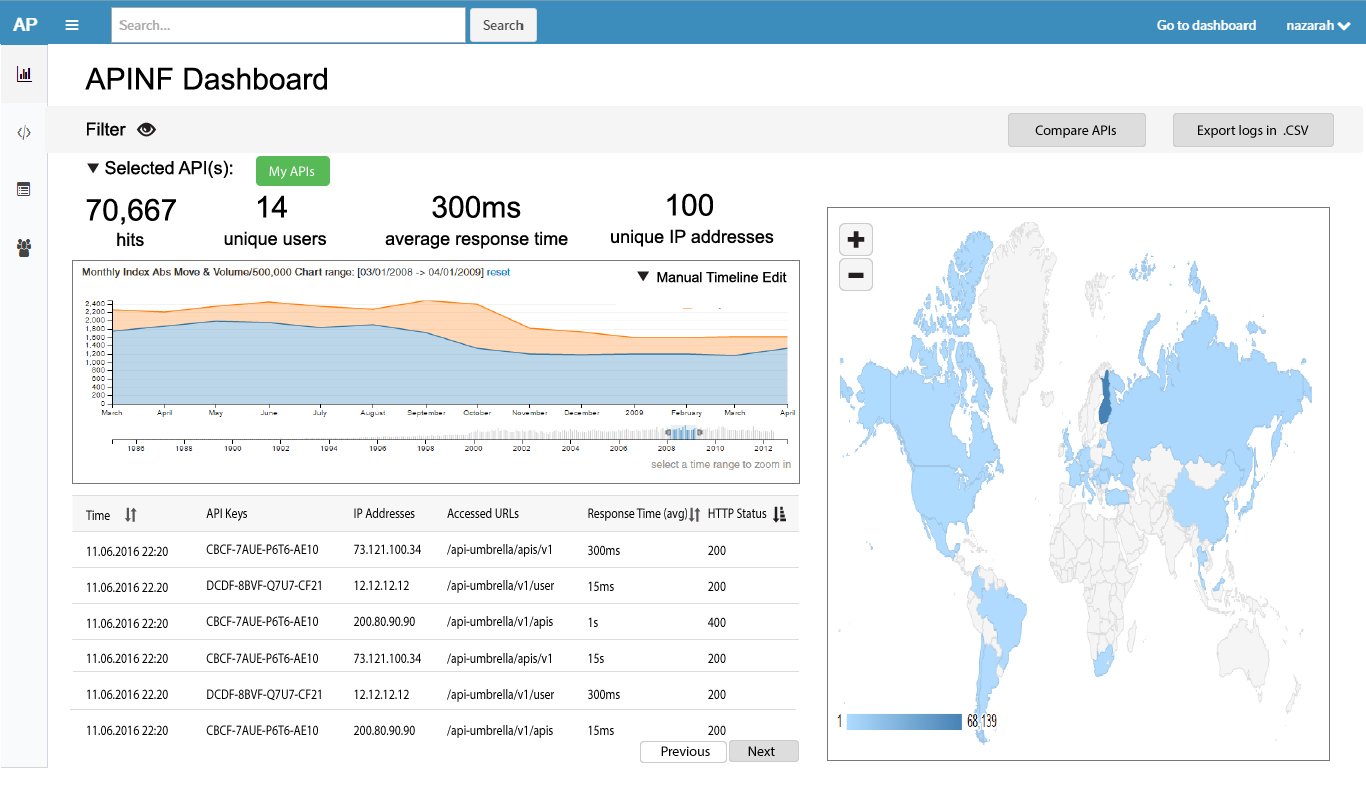 AP Search... Search Go to dashboard nazarah
APINF Dashboard
Filter Compare APIs Export logs in .CSV
Selected API(s): My APIs
70,667 14 300ms 100
hits unique users average response time unique IP addresses
Monthly Index Abs Move & Volume/500,000 Chart range: [03/01/2008 -> 04/01/2009] reset
Manual Timeline Edit
2,400
2,200
2,000
1,800
1,600
1,400
1,200
1,000
800
600
400
200
0
March April May June July August September October November December 2009 February March April
1986 1988 1990 1992 1994 1996 1998 2000 2002 2004 2006 2008 2010 2012
select a time range to zoom in
Time API Keys IP Addresses Accessed URLs Response Time (avg) HTTP Status
11.06.2016 22:20 CBCF-7AUE-P6T6-AE10 73.121.100.34 /api-umbrella/apis/v1 300ms 200
11.06.2016 22.20 DCDF-8BVF-Q7U7-CF21 12.12.12.12 /api-umbrella/v1/user 15ms 200
11.06.2016 22:20 CBCF-7AUE-P6T6-AE10 200.80.90.90 /api-umbrella/v1/apis 1s 400
11.06.2016 22:20 CBCF-7AUE-P6T6-AE10 73.121.100.34 /api-umbrella/apis/v1 15s 200
11.06.2016 22.20 DCDF-8BVF-Q7U7-CF21 12.12.12.12 /api-umbrella/v1/user 300ms 200
11.06.2016 22:20 CBCF-7AUE-P6T6-AE10 200.80.90.90 /api-umbrella/v1/apis 15ms 200
Previous Next
1 68,139